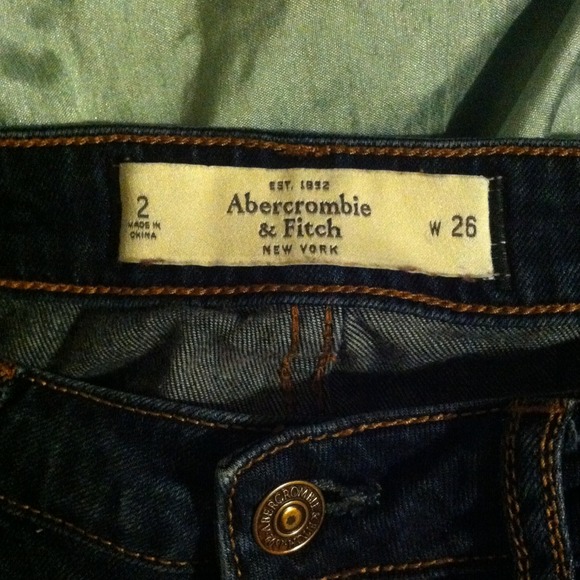 EST. 1892
2
Abercrombie
MADE IN
CHINA
& Fitch
W 26
NEW YORK
ABERCROMBIE &